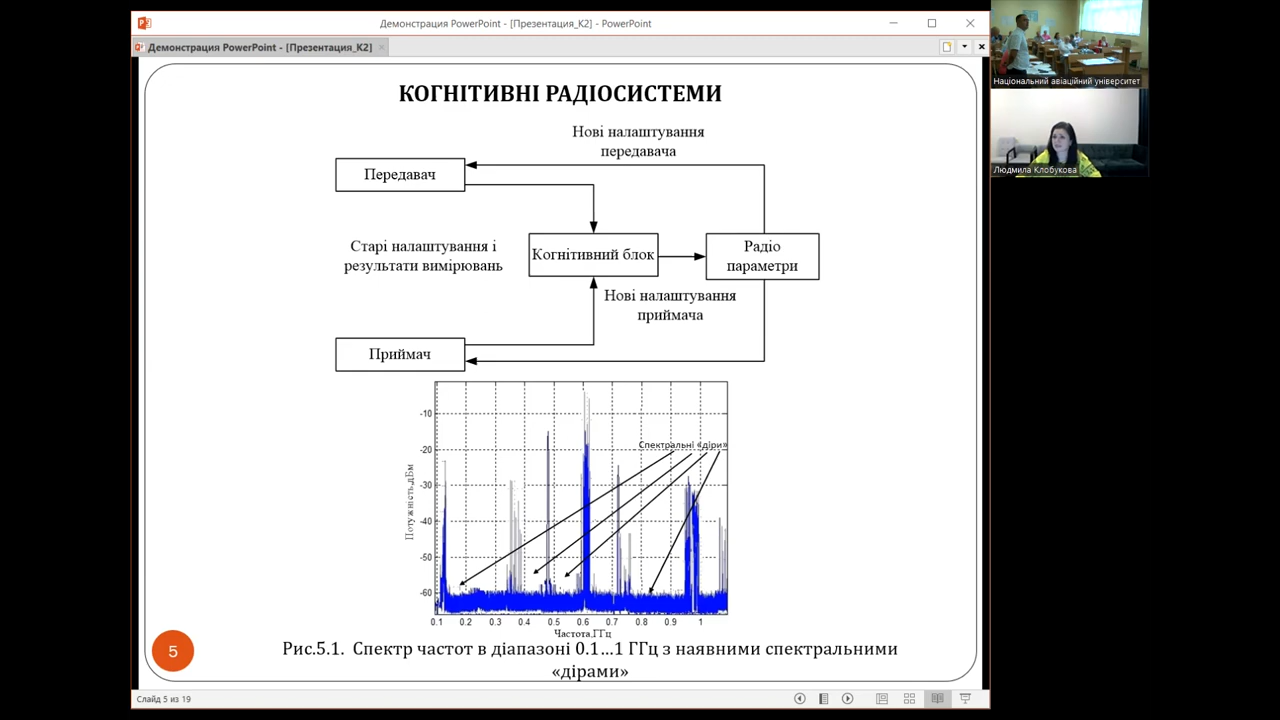 Демонстрация PowerPoint - [Презентация_К2] - PowerPoint
Демонстрация PowerPoint - [Презентация_К2]
КОГНІТИВНІ РАДІОСИСТЕМИ
Нові налаштування
передавача
Передавач
Старі налаштування і
результати вимірювань
Когнітивний блок
Радіо
параметри
Нові налаштування
приймача
Приймач
Спектральні «діри»
Потужність,дБм
-10
-20
-30
-40
-50
-60
0.1 0.2 0.3 0.4 0.5 0.6 0.7 0.8 0.9 1
Частота,ГГц
Рис.5.1. Спектр частот в діапазоні 0.1...1 ГГц з наявними спектральними
«дірами»
5
Слайд 5 из 19
Національний авіаційний університет
Людмила Клобукова